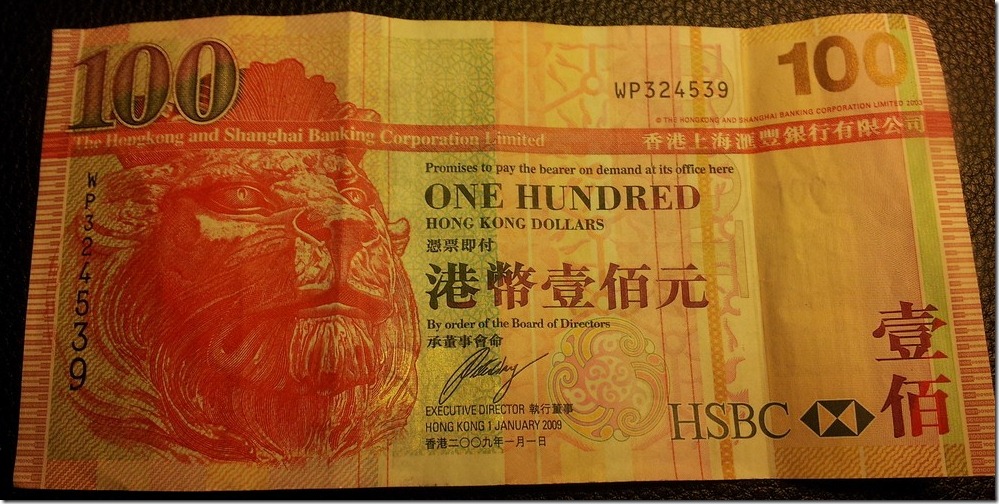 100
100
WP324539
© THE HONGKONG AND SHANGHAI BANKING CORPORATION LIMITED 2003
The Hongkong and Shanghai Banking Corporation Limited
香港上海滙豐銀行有限公司
WP324539
Promises to pay the bearer on demand at its office here
ONE HUNDRED
HONG KONG DOLLARS
憑票即付
港幣壹佰元
By order of the Board of Directors
承董事會命
EXECUTIVE DIRECTOR 執行董事
HONG KONG 1 JANUARY 2009
香港二〇〇九年一月一日
HSBC
壹佰